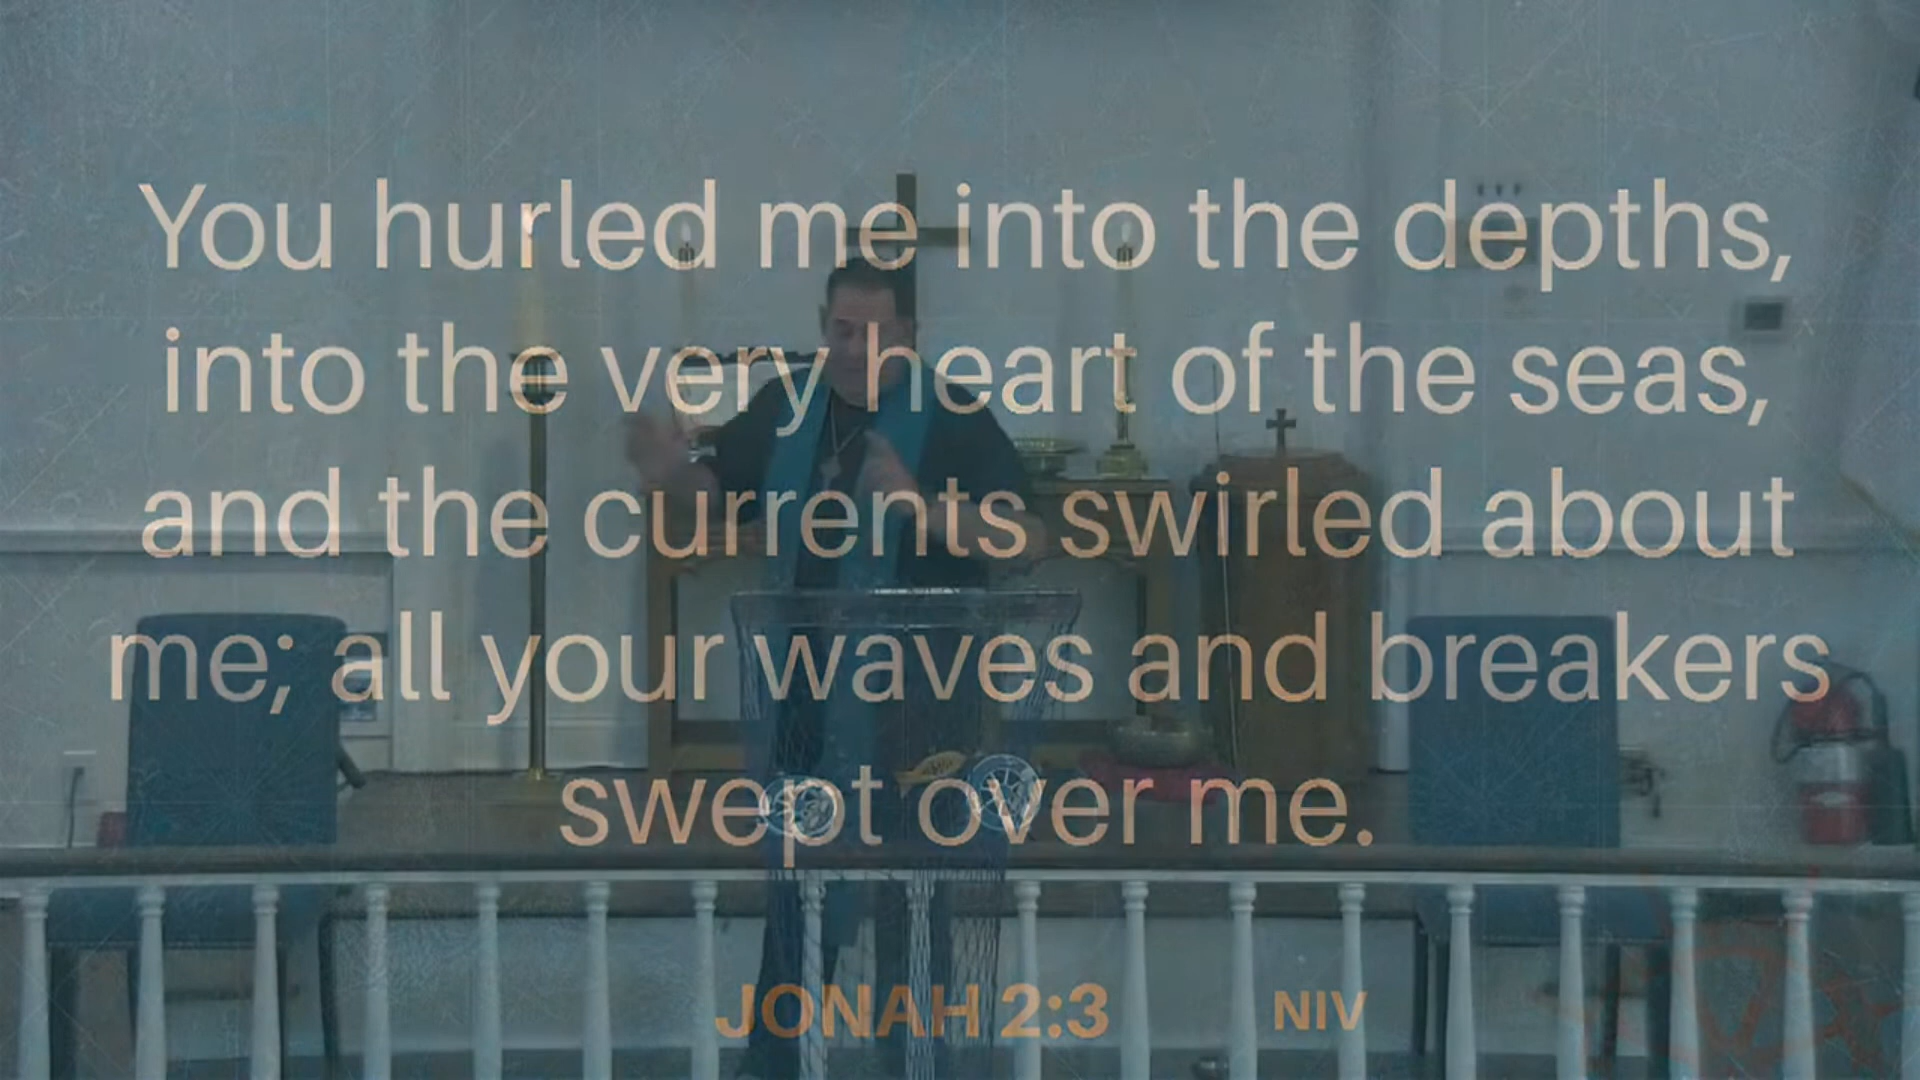 You hurled me into the depths,
into the very heart of the seas,
and the currents swirled about
me; all your waves and breakers
swept over me.
JONAH 2:3 NIV